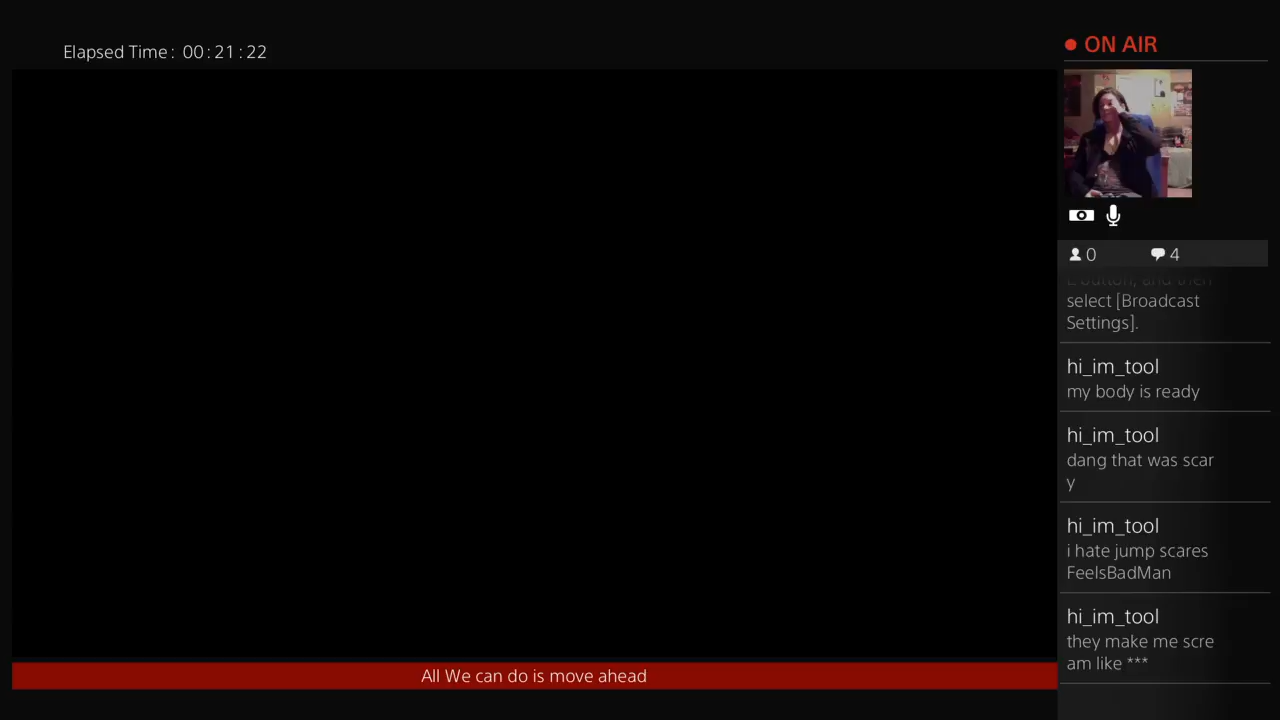 Elapsed Time: 00:21:22
ON AIR
0
4
select [Broadcast
Settings].
hi_im_tool
my body is ready
hi_im_tool
dang that was scar
y
hi_im_tool
i hate jump scares
FeelsBadMan
hi_im_tool
they make me scre
am like ***
All We can do is move ahead